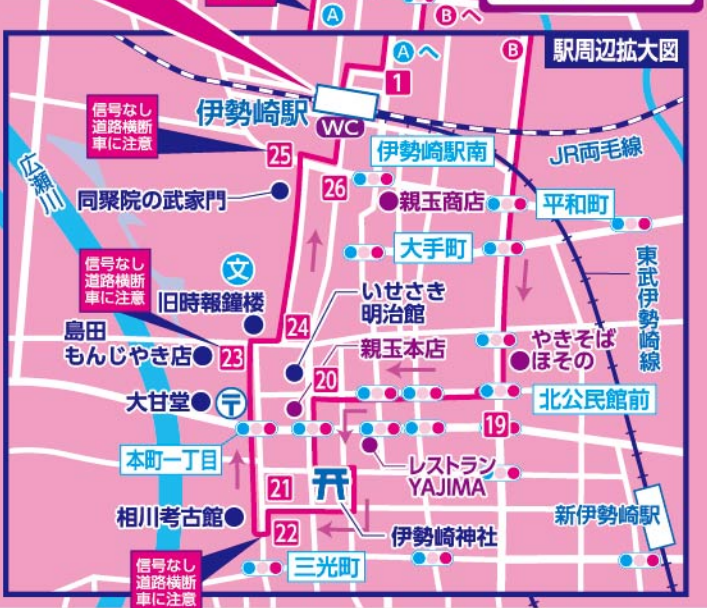 A
Bへ
Aへ
B
駅周辺拡大図
1
伊勢崎駅
WC
信号なし
道路横断
車に注意
25
伊勢崎駅南
JR両毛線
広瀬川
同聚院の武家門
26
親玉商店
平和町
大手町
文
東武伊勢崎線
信号なし
道路横断
車に注意
旧時報鐘楼
いせさき
明治館
24
島田
もんじやき店
23
親玉本店
やきそば
ほその
20
大甘堂
〒
北公民館前
19
本町一丁目
レストラン
YAJIMA
21
相川考古館
新伊勢崎駅
伊勢崎神社
22
信号なし
道路横断
車に注意
三光町